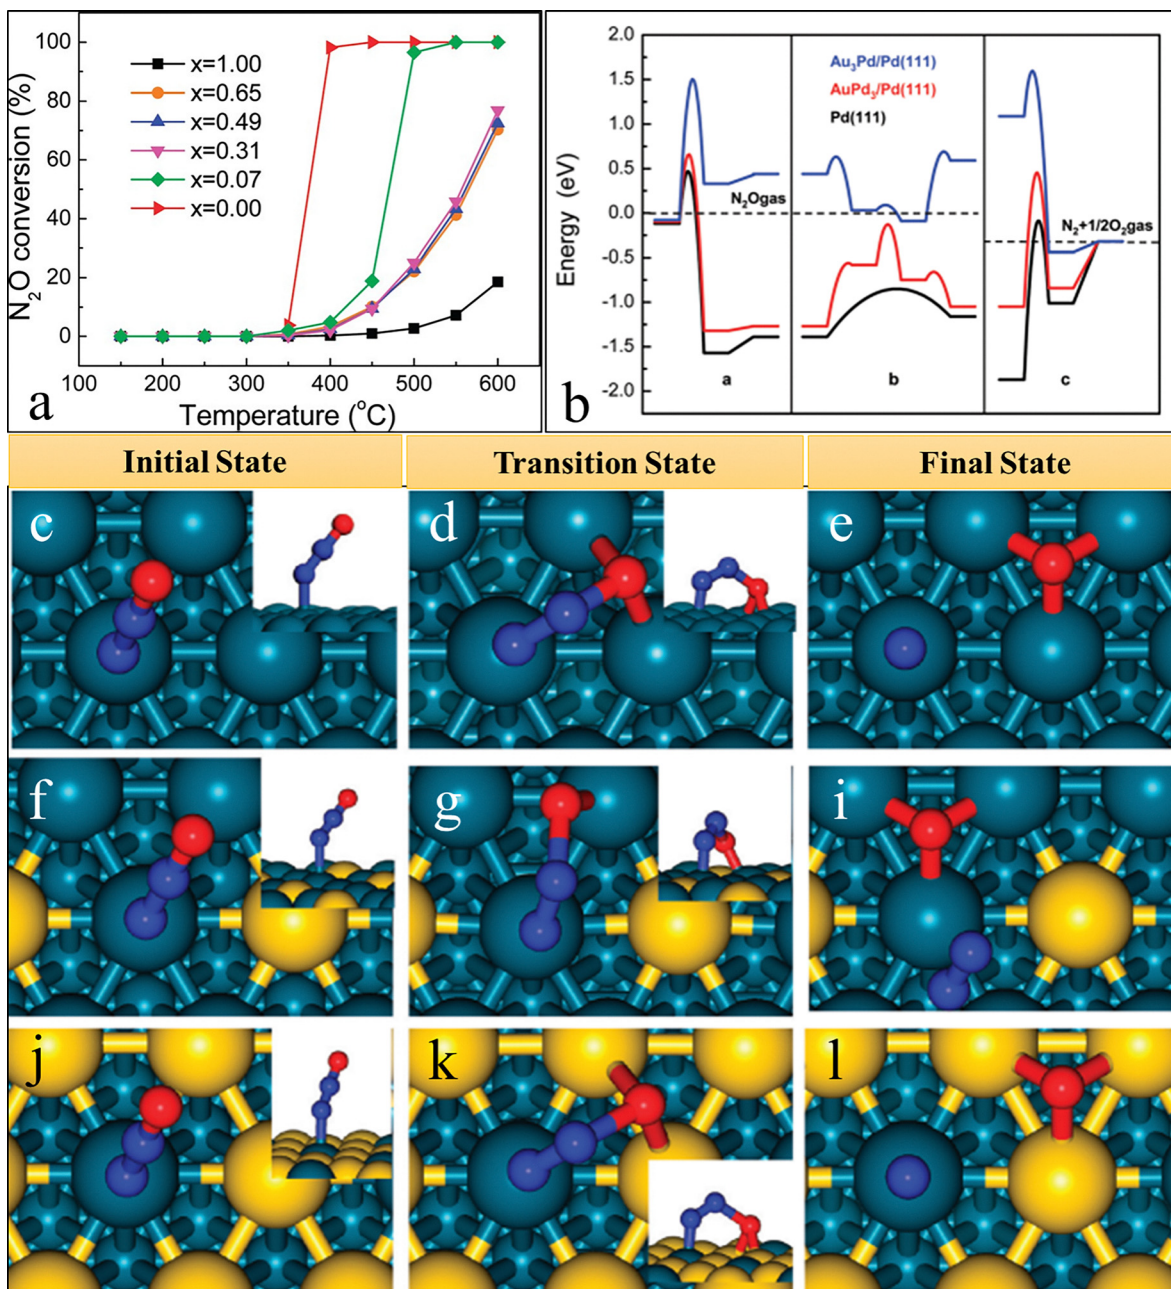 100
80
60
40
20
0
N₂O conversion (%)
x=1.00
x=0.65
x=0.49
x=0.31
x=0.07
x=0.00
100 200 300 400 500 600
Temperature (°C)
a
2.0
1.5
1.0
0.5
0.0
-0.5
-1.0
-1.5
-2.0
Energy (eV)
Au₃Pd/Pd(111)
AuPd₃/Pd(111)
Pd(111)
N₂Ogas
N₂+1/2O₂gas
a b c
b
Initial State Transition State Final State
c d e
f g i
j k l